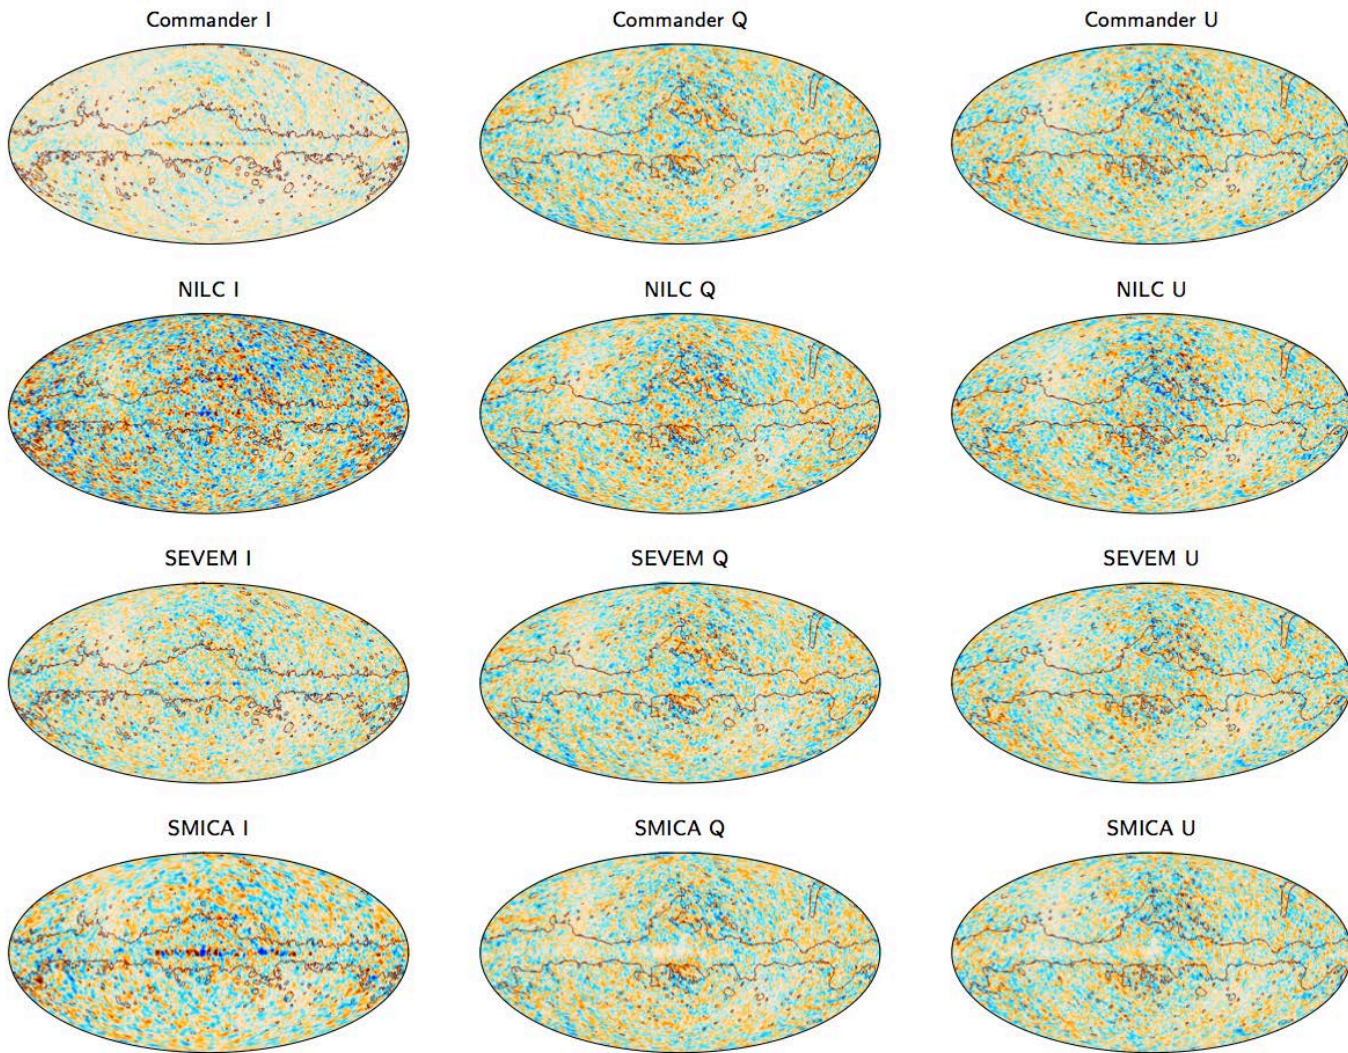 Commander I
Commander Q
Commander U
NILC I
NILC Q
NILC U
SEVEM I
SEVEM Q
SEVEM U
SMICA I
SMICA Q
SMICA U